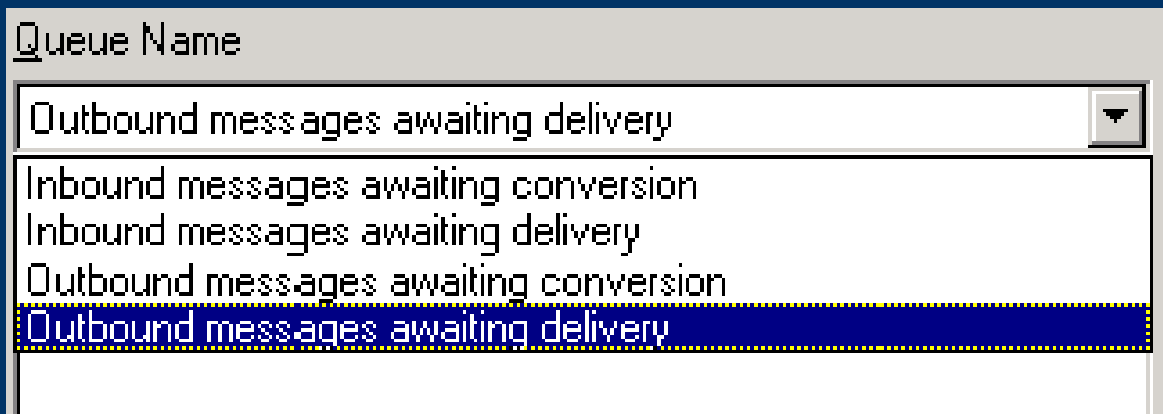 Queue Name
Outbound messages awaiting delivery
Inbound messages awaiting conversion
Inbound messages awaiting delivery
Outbound messages awaiting conversion
Outbound messages awaiting delivery